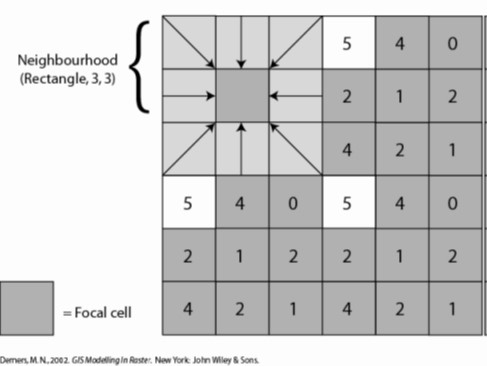 Neighbourhood
(Rectangle, 3, 3)
5 4 0
2 1 2
4 2 1
5 4 0 5 4 0
2 1 2 2 1 2
4 2 1 4 2 1
= Focal cell
Demers, M. N., 2002. GIS Modelling in Raster. New York: John Wiley & Sons.